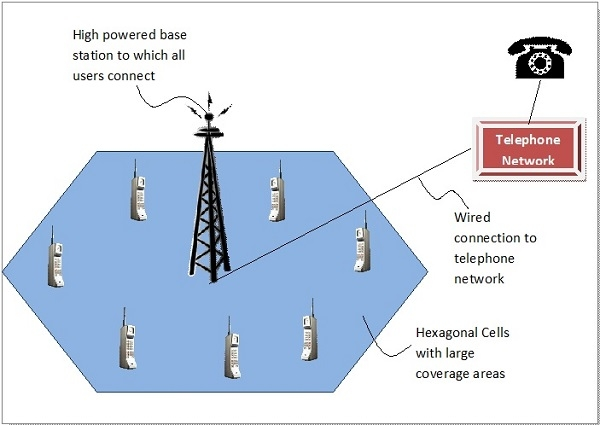 High powered base
station to which all
users connect
Telephone
Network
Wired
connection to
telephone
network
Hexagonal Cells
with large
coverage areas